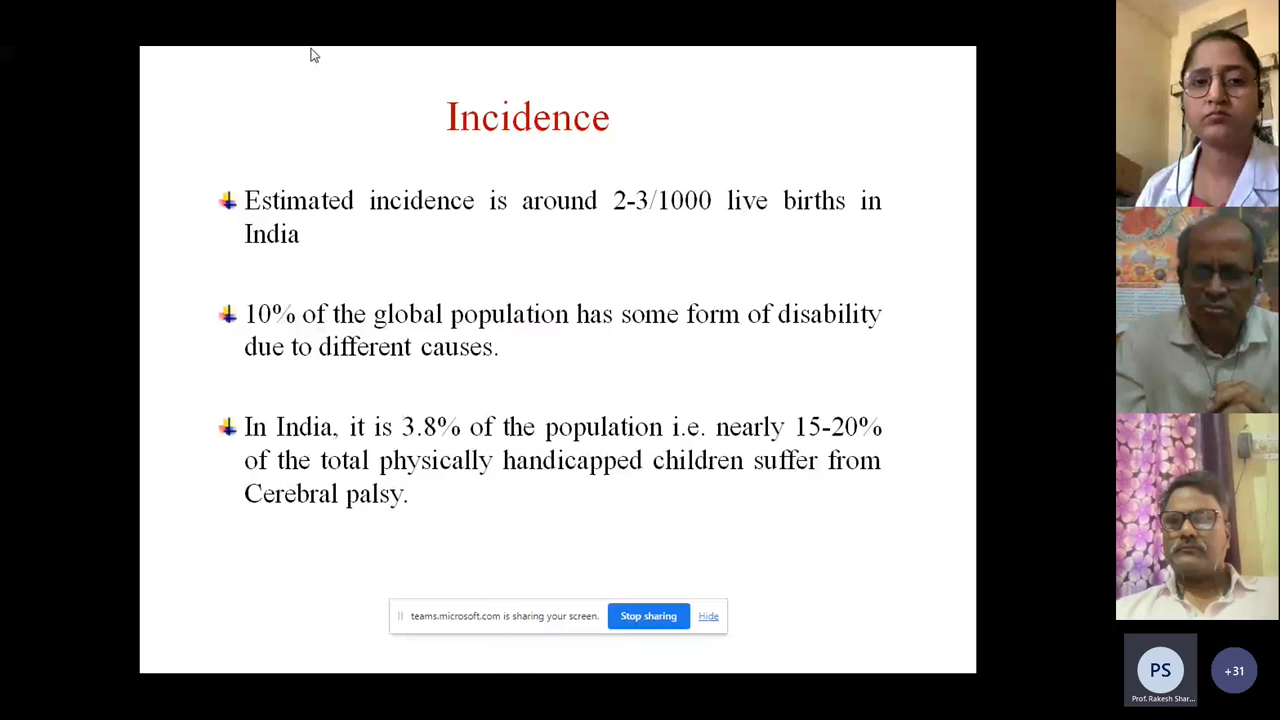 Incidence
Estimated incidence is around 2-3/1000 live births in
India
10% of the global population has some form of disability
due to different causes.
In India, it is 3.8% of the population i.e. nearly 15-20%
of the total physically handicapped children suffer from
Cerebral palsy.
teams.microsoft.com is sharing your screen.
Stop sharing
Hide
PS
Prof. Rakesh Shar...
+31